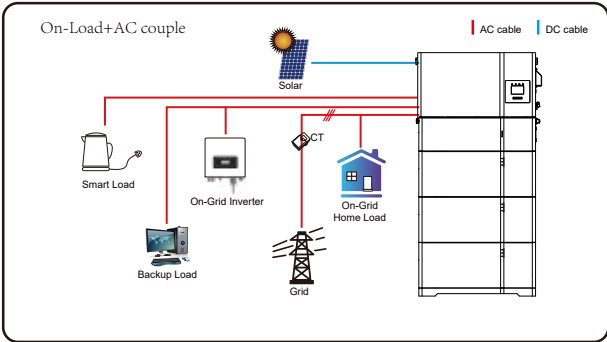 On-Load+AC couple
AC cable
DC cable
Solar
CT
Smart Load
On-Grid Inverter
On-Grid
Home Load
Backup Load
Grid